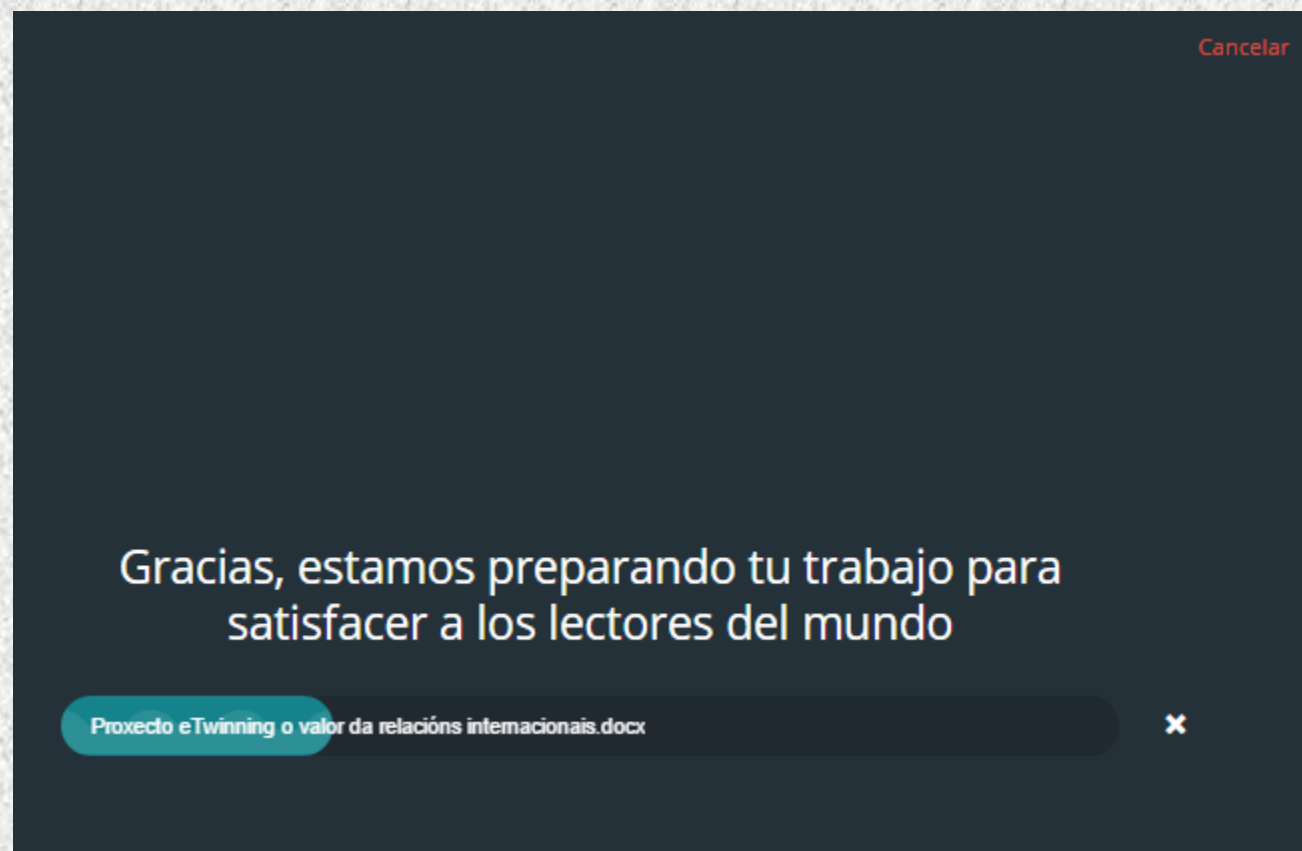 Cancelar
Gracias, estamos preparando tu trabajo para
satisfacer a los lectores del mundo
Proxecto eTwinning o valor da relacións internacionais.docx